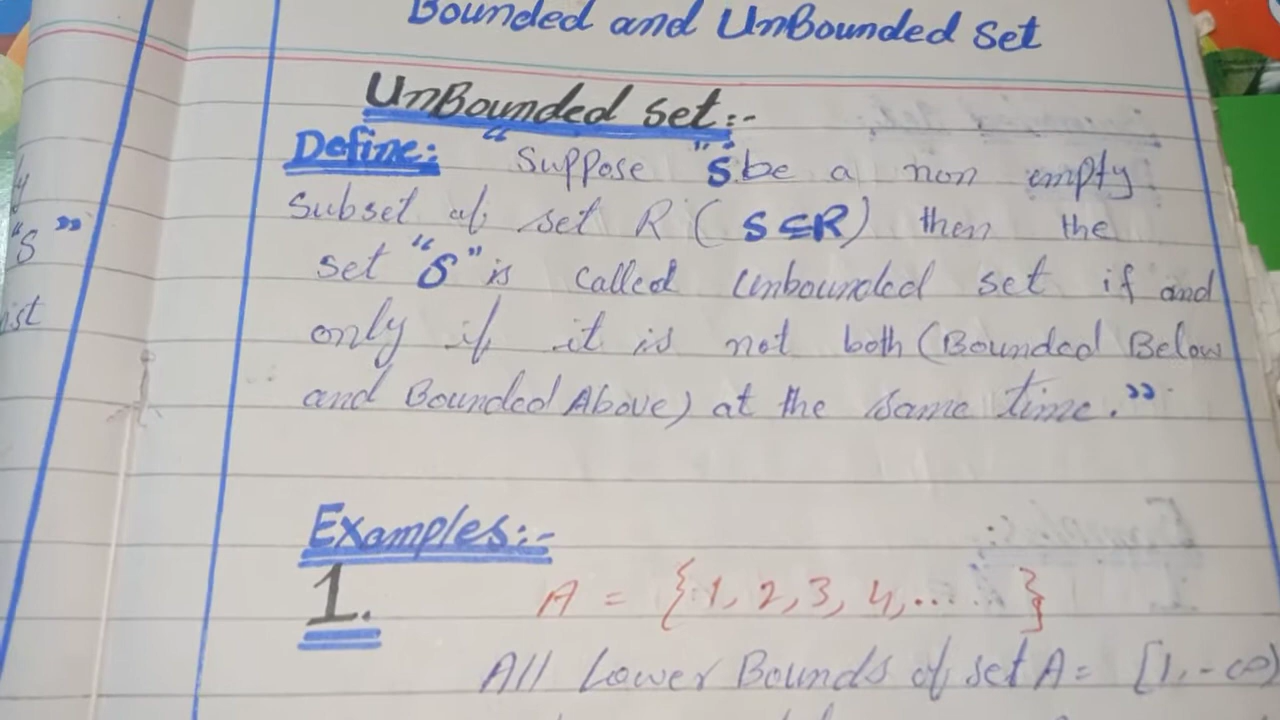 Bounded and UnBounded Set
UnBounded set:-
Define: "Suppose "S" be a non empty
Subset of set R (S⊆R) then the
"S"
set "S" is called Unbounded set if and
only if it is not both (Bounded Below
and Bounded Above) at the same time."
Examples:-
1. A = {1, 2, 3, 4, ..... }
All Lower Bounds of set A = [1, -∞)